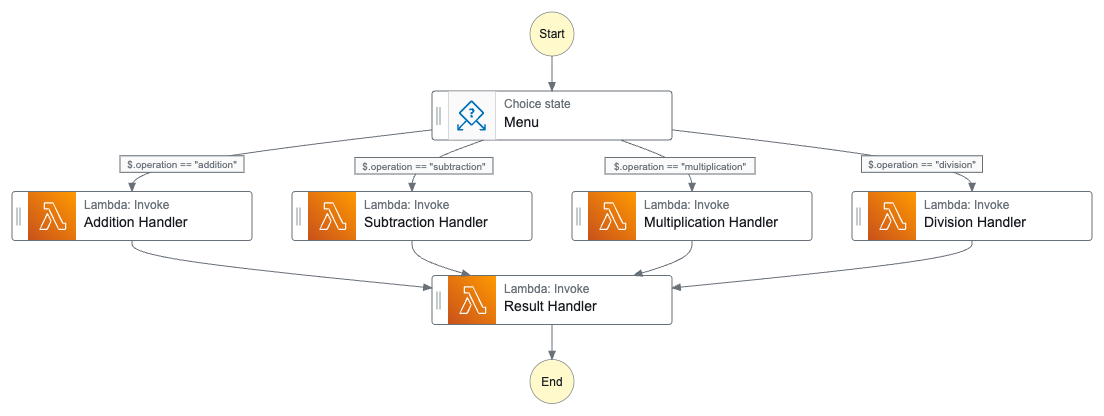 Start
Choice state
Menu
$.operation == "addition"
$.operation == "subtraction"
$.operation == "multiplication"
$.operation == "division"
Lambda: Invoke
Addition Handler
Lambda: Invoke
Subtraction Handler
Lambda: Invoke
Multiplication Handler
Lambda: Invoke
Division Handler
Lambda: Invoke
Result Handler
End